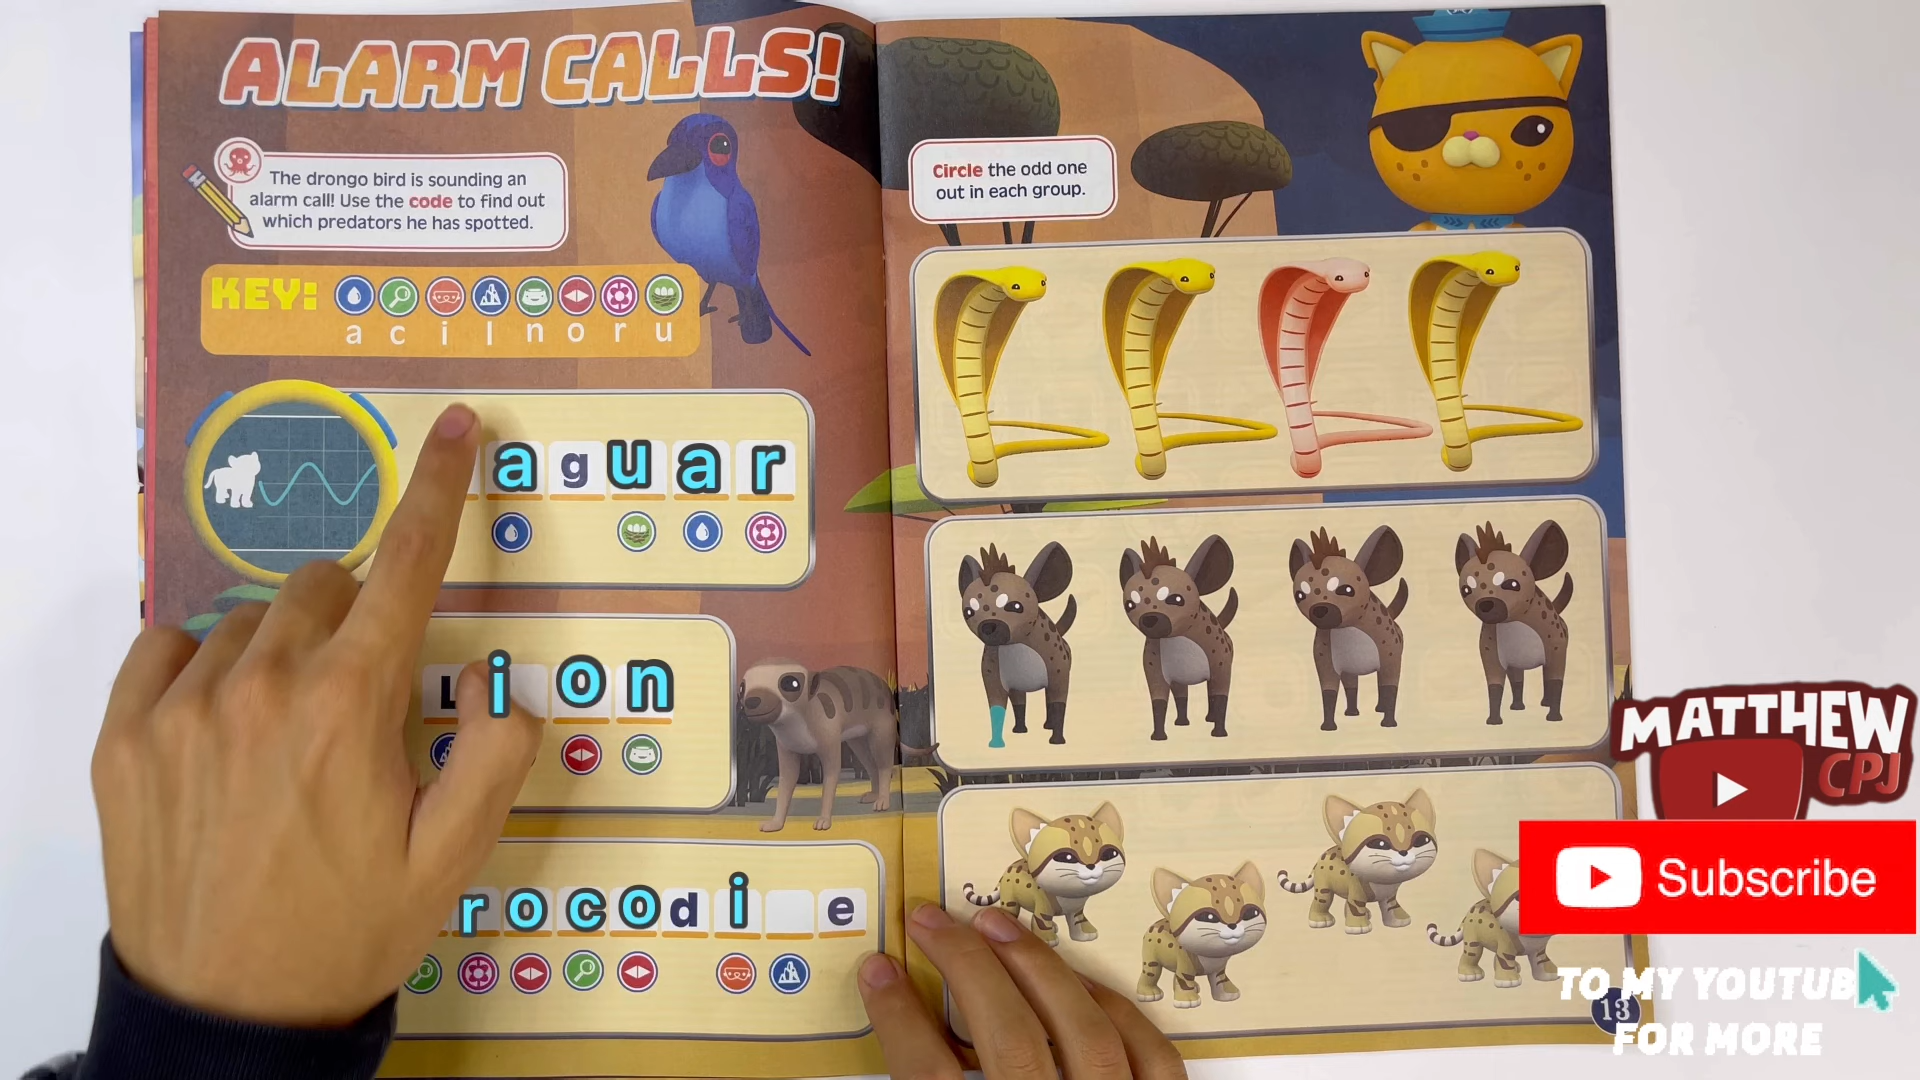 ALARM CALLS!
The drongo bird is sounding an
alarm call! Use the code to find out
which predators he has spotted.
KEY:
a c i l n o r u
aguar
Lion
rocodi e
Circle the odd one
out in each group.
13
MATTHEW
CPJ
Subscribe
TO MY YOUTUB
FOR MORE